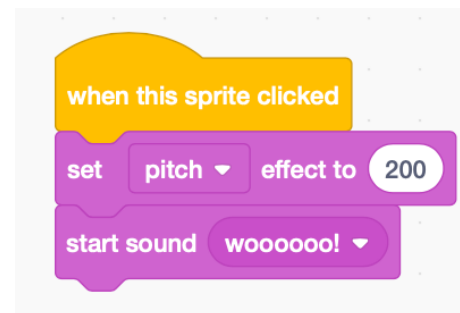 when this sprite clicked
set pitch effect to 200
start sound woooooo!